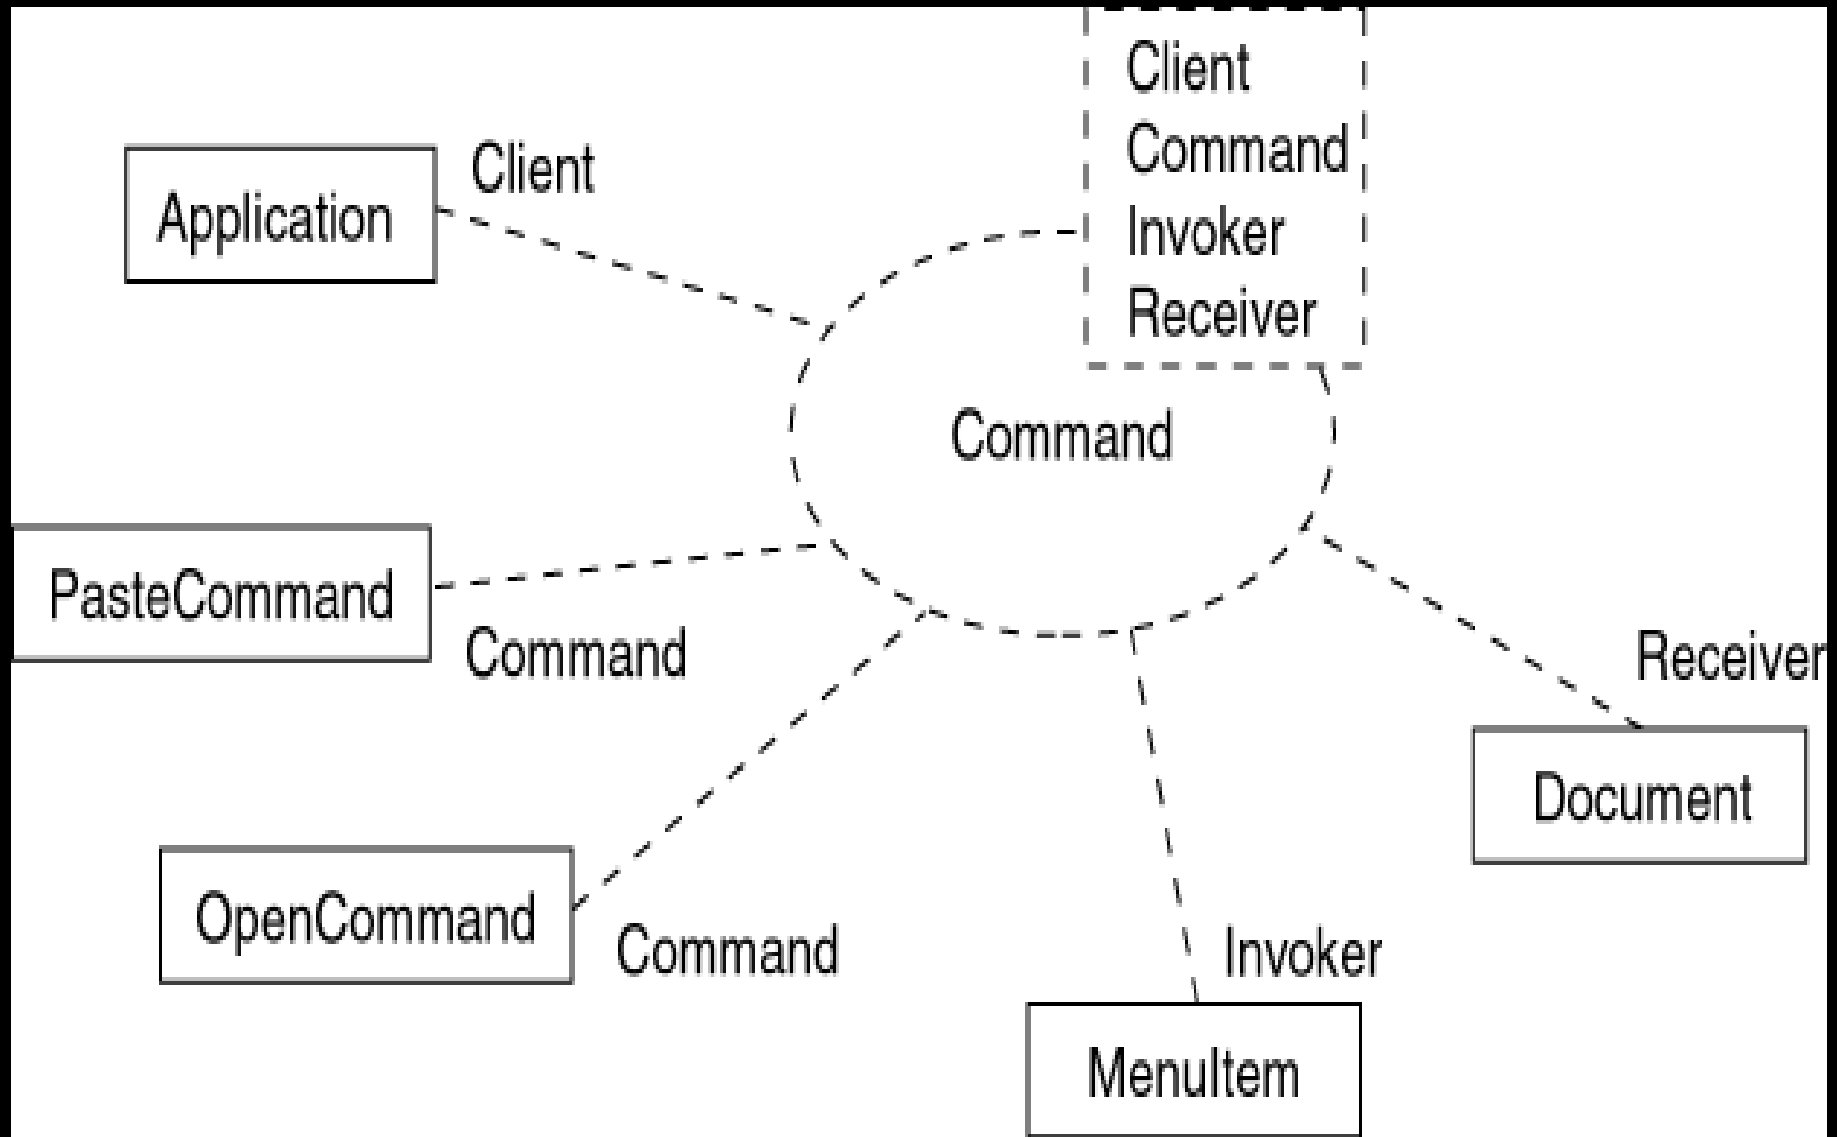 Client
Command
Invoker
Receiver
Client
Application
Command
PasteCommand
Command
Receiver
Document
OpenCommand
Command
Invoker
MenuItem